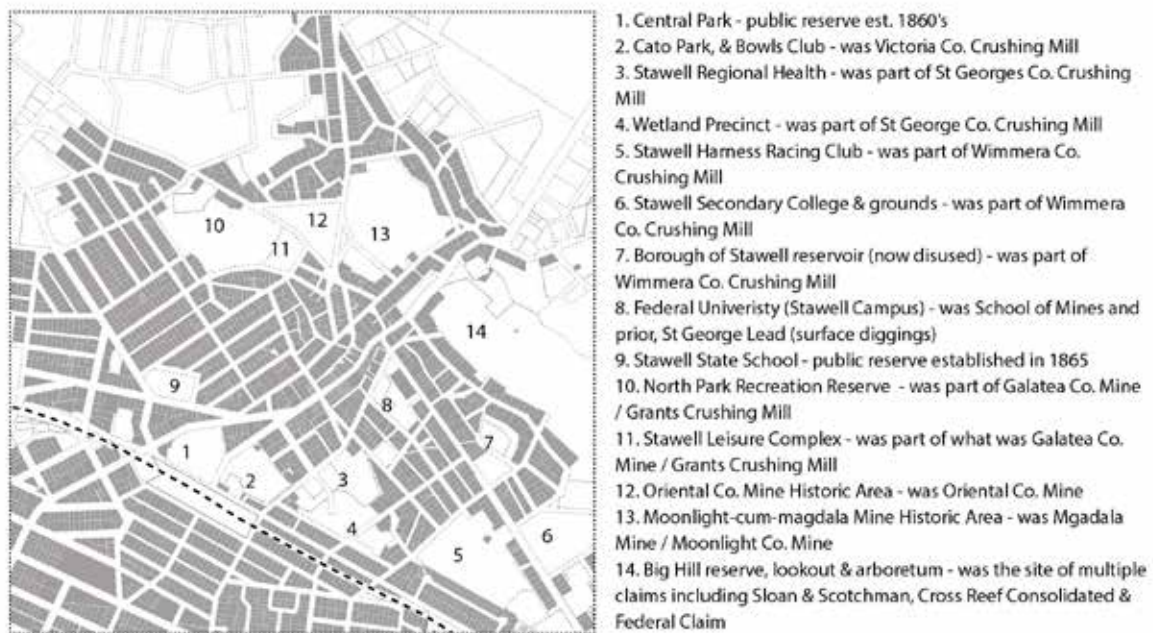 10
12
11
13
14
9
8
7
1
2
3
4
5
6
1. Central Park - public reserve est. 1860's
2. Cato Park, & Bowls Club - was Victoria Co. Crushing Mill
3. Stawell Regional Health - was part of St Georges Co. Crushing
Mill
4. Wetland Precinct - was part of St George Co. Crushing Mill
5. Stawell Harness Racing Club - was part of Wimmera Co.
Crushing Mill
6. Stawell Secondary College & grounds - was part of Wimmera
Co. Crushing Mill
7. Borough of Stawell reservoir (now disused) - was part of
Wimmera Co. Crushing Mill
8. Federal Univeristy (Stawell Campus) - was School of Mines and
prior, St George Lead (surface diggings)
9. Stawell State School - public reserve established in 1865
10. North Park Recreation Reserve - was part of Galatea Co. Mine
/ Grants Crushing Mill
11. Stawell Leisure Complex - was part of what was Galatea Co.
Mine / Grants Crushing Mill
12. Oriental Co. Mine Historic Area - was Oriental Co. Mine
13. Moonlight-cum-magdala Mine Historic Area - was Mgadala
Mine / Moonlight Co. Mine
14. Big Hill reserve, lookout & arboretum - was the site of multiple
claims including Sloan & Scotchman, Cross Reef Consolidated &
Federal Claim